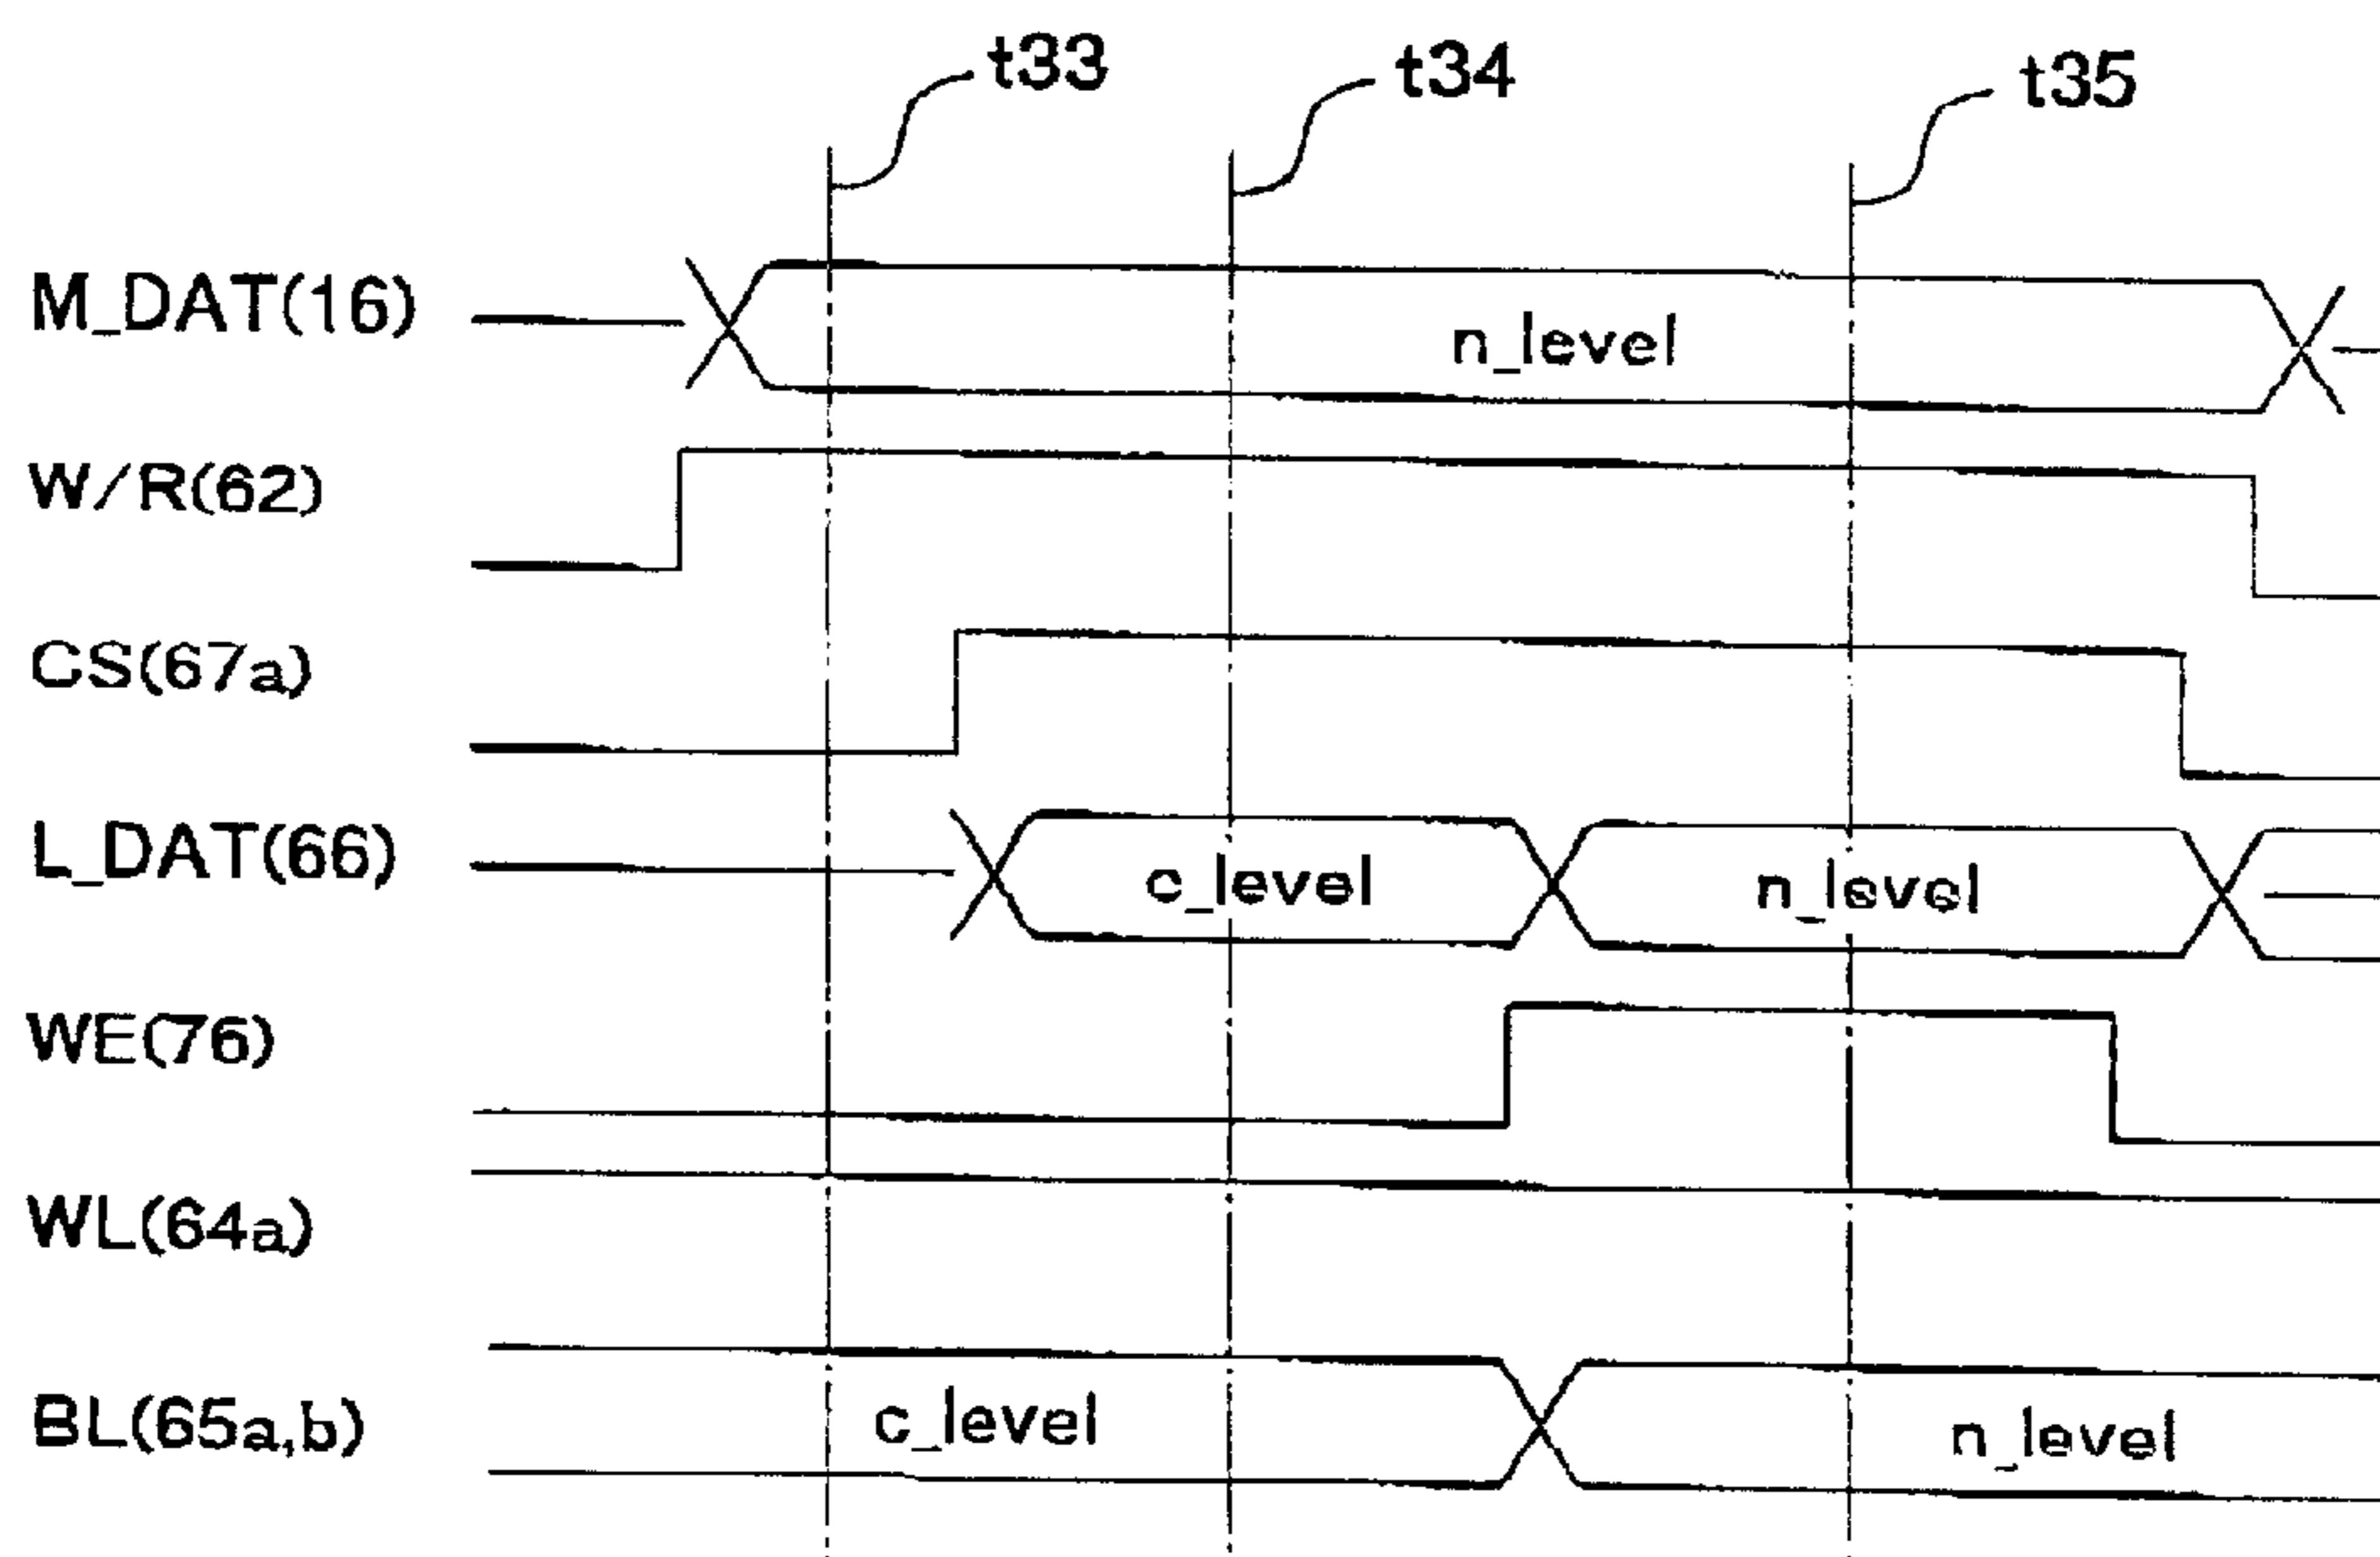 t33 t34 t35
M_DAT(16) n_level
W/R(62)
CS(67a)
L_DAT(66) c_level n_level
WE(76)
WL(64a)
BL(65a,b) c_level n_level